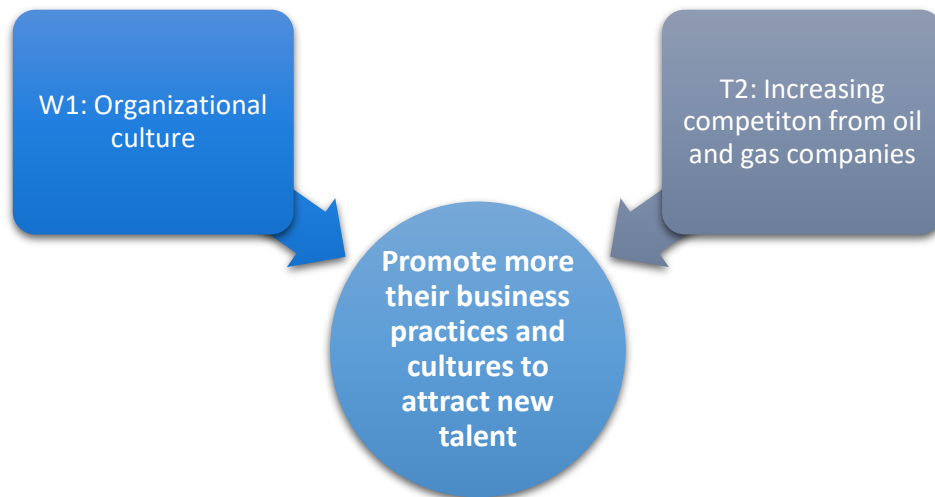 W1: Organizational
culture
T2: Increasing
competiton from oil
and gas companies
Promote more
their business
practices and
cultures to
attract new
talent